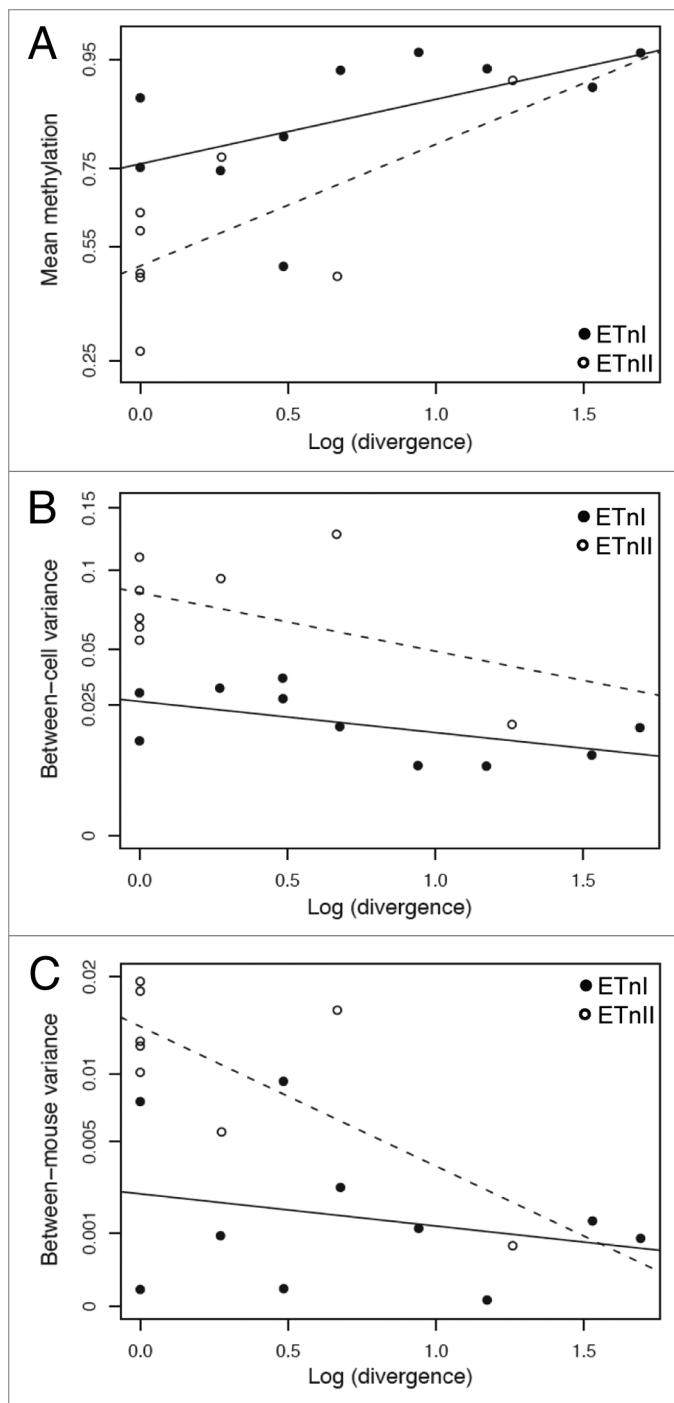 A
Mean methylation
0.95
0.75
0.55
0.25
ETnI
ETnII
0.0 0.5 1.0 1.5
Log (divergence)
B
Between-cell variance
0.15
0.1
0.05
0.025
0
ETnI
ETnII
0.0 0.5 1.0 1.5
Log (divergence)
C
Between-mouse variance
0.02
0.01
0.005
0.001
0
ETnI
ETnII
0.0 0.5 1.0 1.5
Log (divergence)